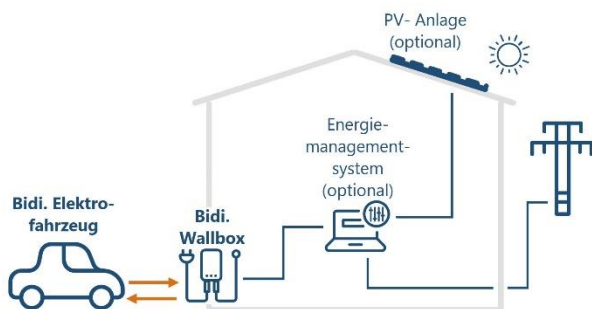 PV- Anlage
(optional)
Energie-
management-
system
(optional)
Bidi. Elektro-
fahrzeug
Bidi.
Wallbox